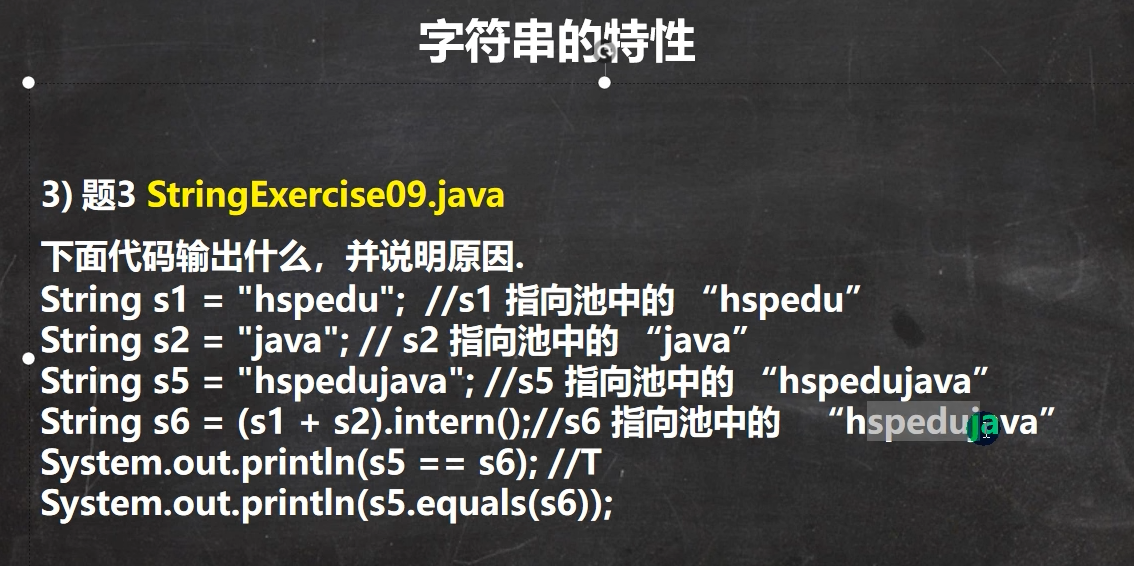 字符串的特性
3) 题3 StringExercise09.java
下面代码输出什么，并说明原因.
String s1 = "hspedu";  //s1 指向池中的 “hspedu”
String s2 = "java"; // s2 指向池中的 “java”
String s5 = "hspedujava"; //s5 指向池中的 “hspedujava”
String s6 = (s1 + s2).intern();//s6 指向池中的   “hspedujava”
System.out.println(s5 == s6); //T
System.out.println(s5.equals(s6));